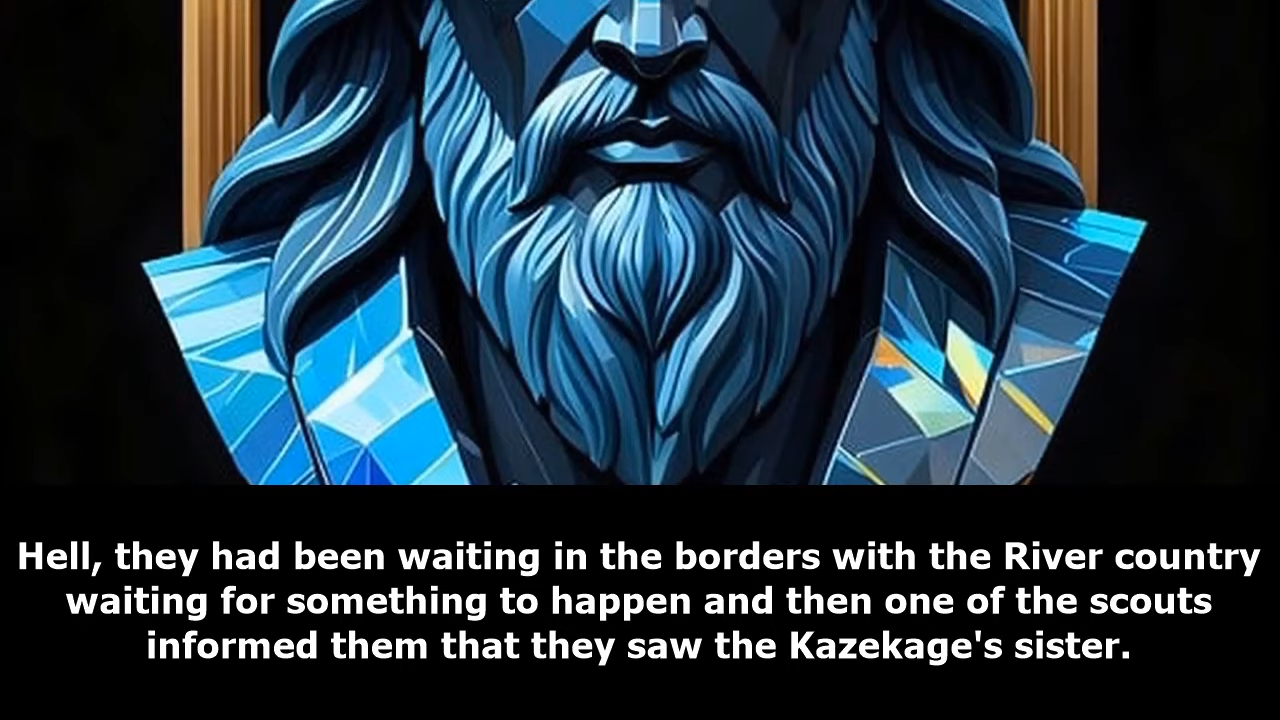 Hell, they had been waiting in the borders with the River country
waiting for something to happen and then one of the scouts
informed them that they saw the Kazekage's sister.